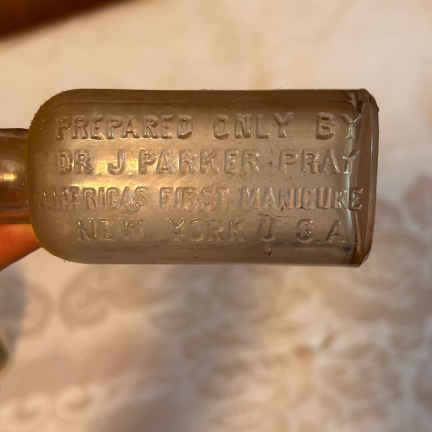 PREPARED ONLY BY
DR. J. PARKER PRAY
AMERICAS FIRST MANICURE
NEW YORK U S A